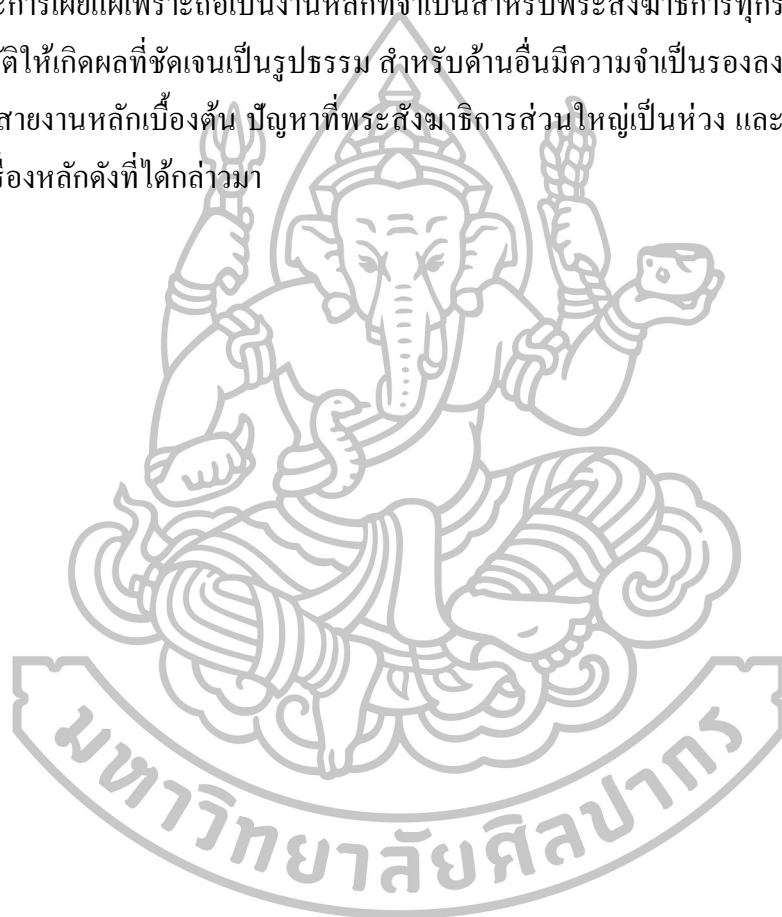 ะการเผยแผ่เพราะถือเป็นงานหลักที่จำเป็นสำหรับพระสังฆาธิการทุกร
ัติให้เกิดผลที่ชัดเจนเป็นรูปธรรม สำหรับด้านอื่นมีความจำเป็นรองลง
สายงานหลักเบื้องต้น ปัญหาที่พระสังฆาธิการส่วนใหญ่เป็นห่วง และ
รื่องหลักดังที่ได้กล่าวมา
มหาวิทยาลัยศิลปากร